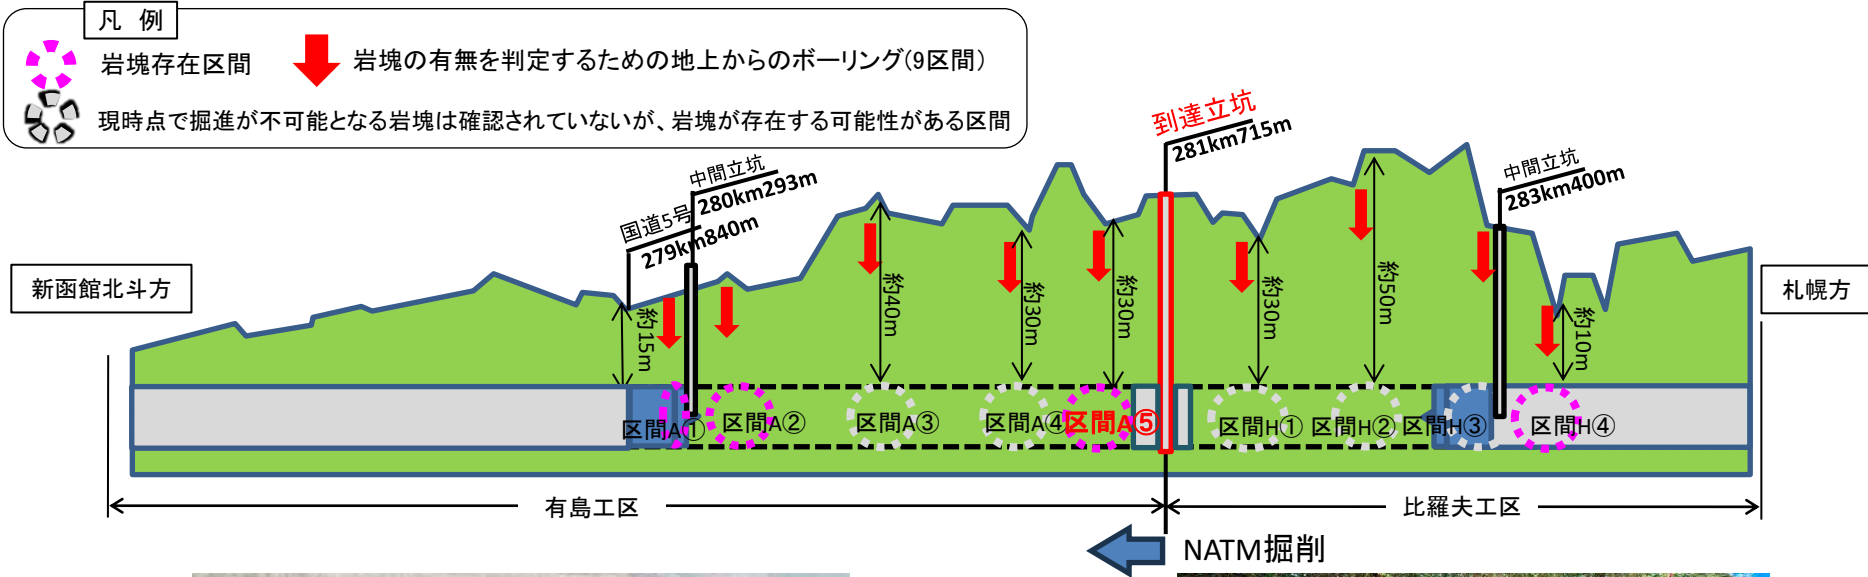 凡 例
岩塊存在区間
岩塊の有無を判定するための地上からのボーリング(9区間)
現時点で掘進が不可能となる岩塊は確認されていないが、岩塊が存在する可能性がある区間
到達立坑
281km715m
中間立坑
280km293m
中間立坑
283km400m
国道5号
279km840m
新函館北斗方
札幌方
約15m
約40m
約30m
約30m
約30m
約50m
約10m
区間A①
区間A②
区間A③
区間A④
区間A⑤
区間H①
区間H②
区間H③
区間H④
有島工区
比羅夫工区
NATM掘削